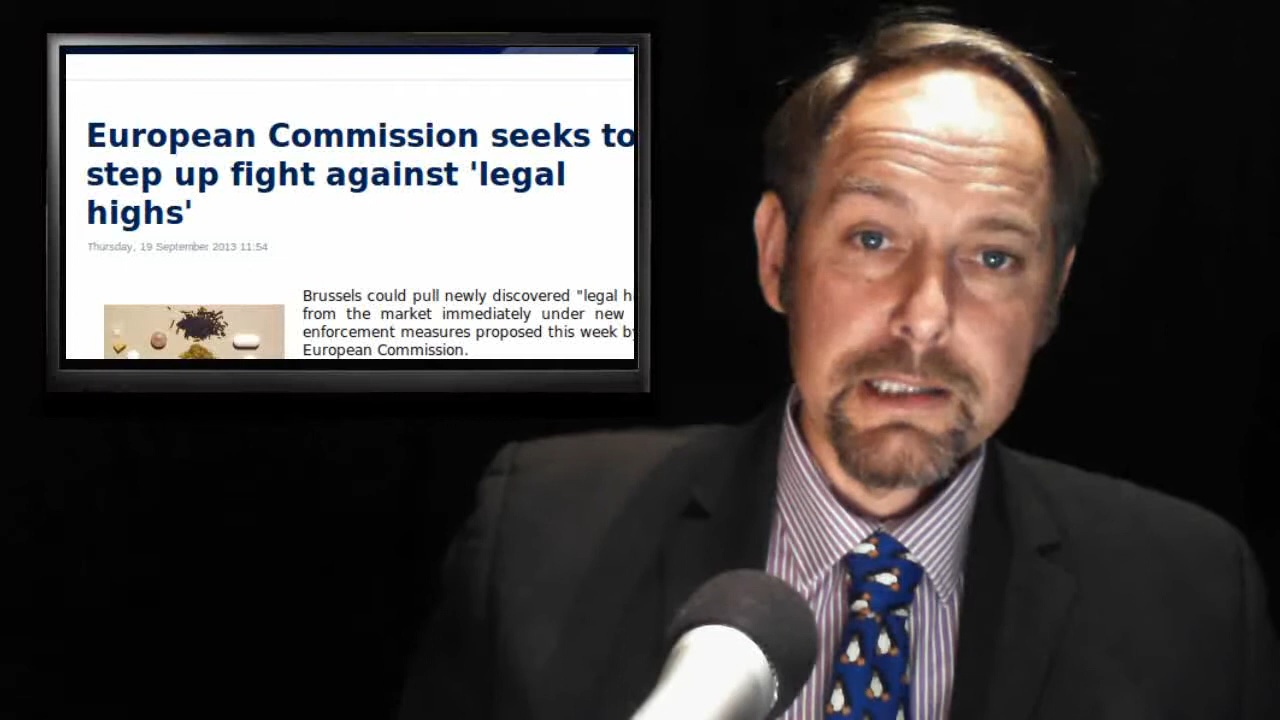 European Commission seeks to
step up fight against 'legal
highs'
Thursday, 19 September 2013 11:54
Brussels could pull newly discovered "legal h
from the market immediately under new
enforcement measures proposed this week by
European Commission.